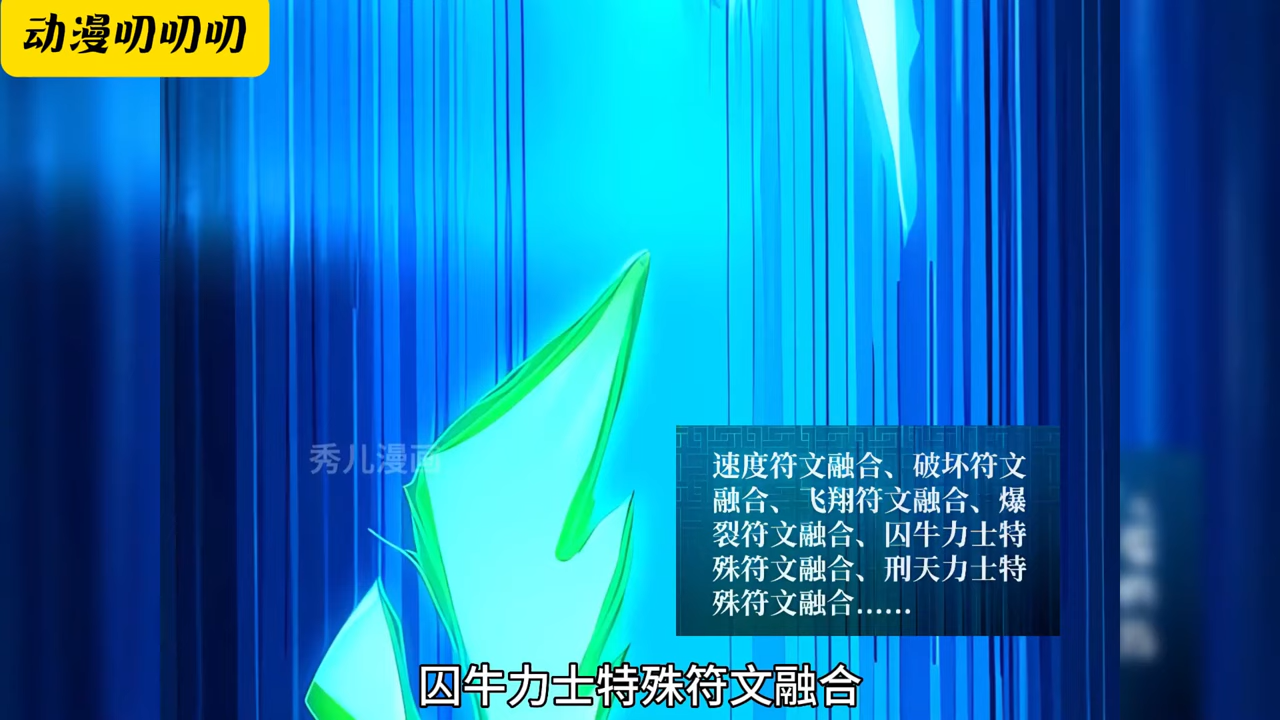 动漫叨叨叨
秀儿漫画
速度符文融合、破坏符文
融合、飞翔符文融合、爆
裂符文融合、囚牛力士特
殊符文融合、刑天力士特
殊符文融合……
囚牛力士特殊符文融合